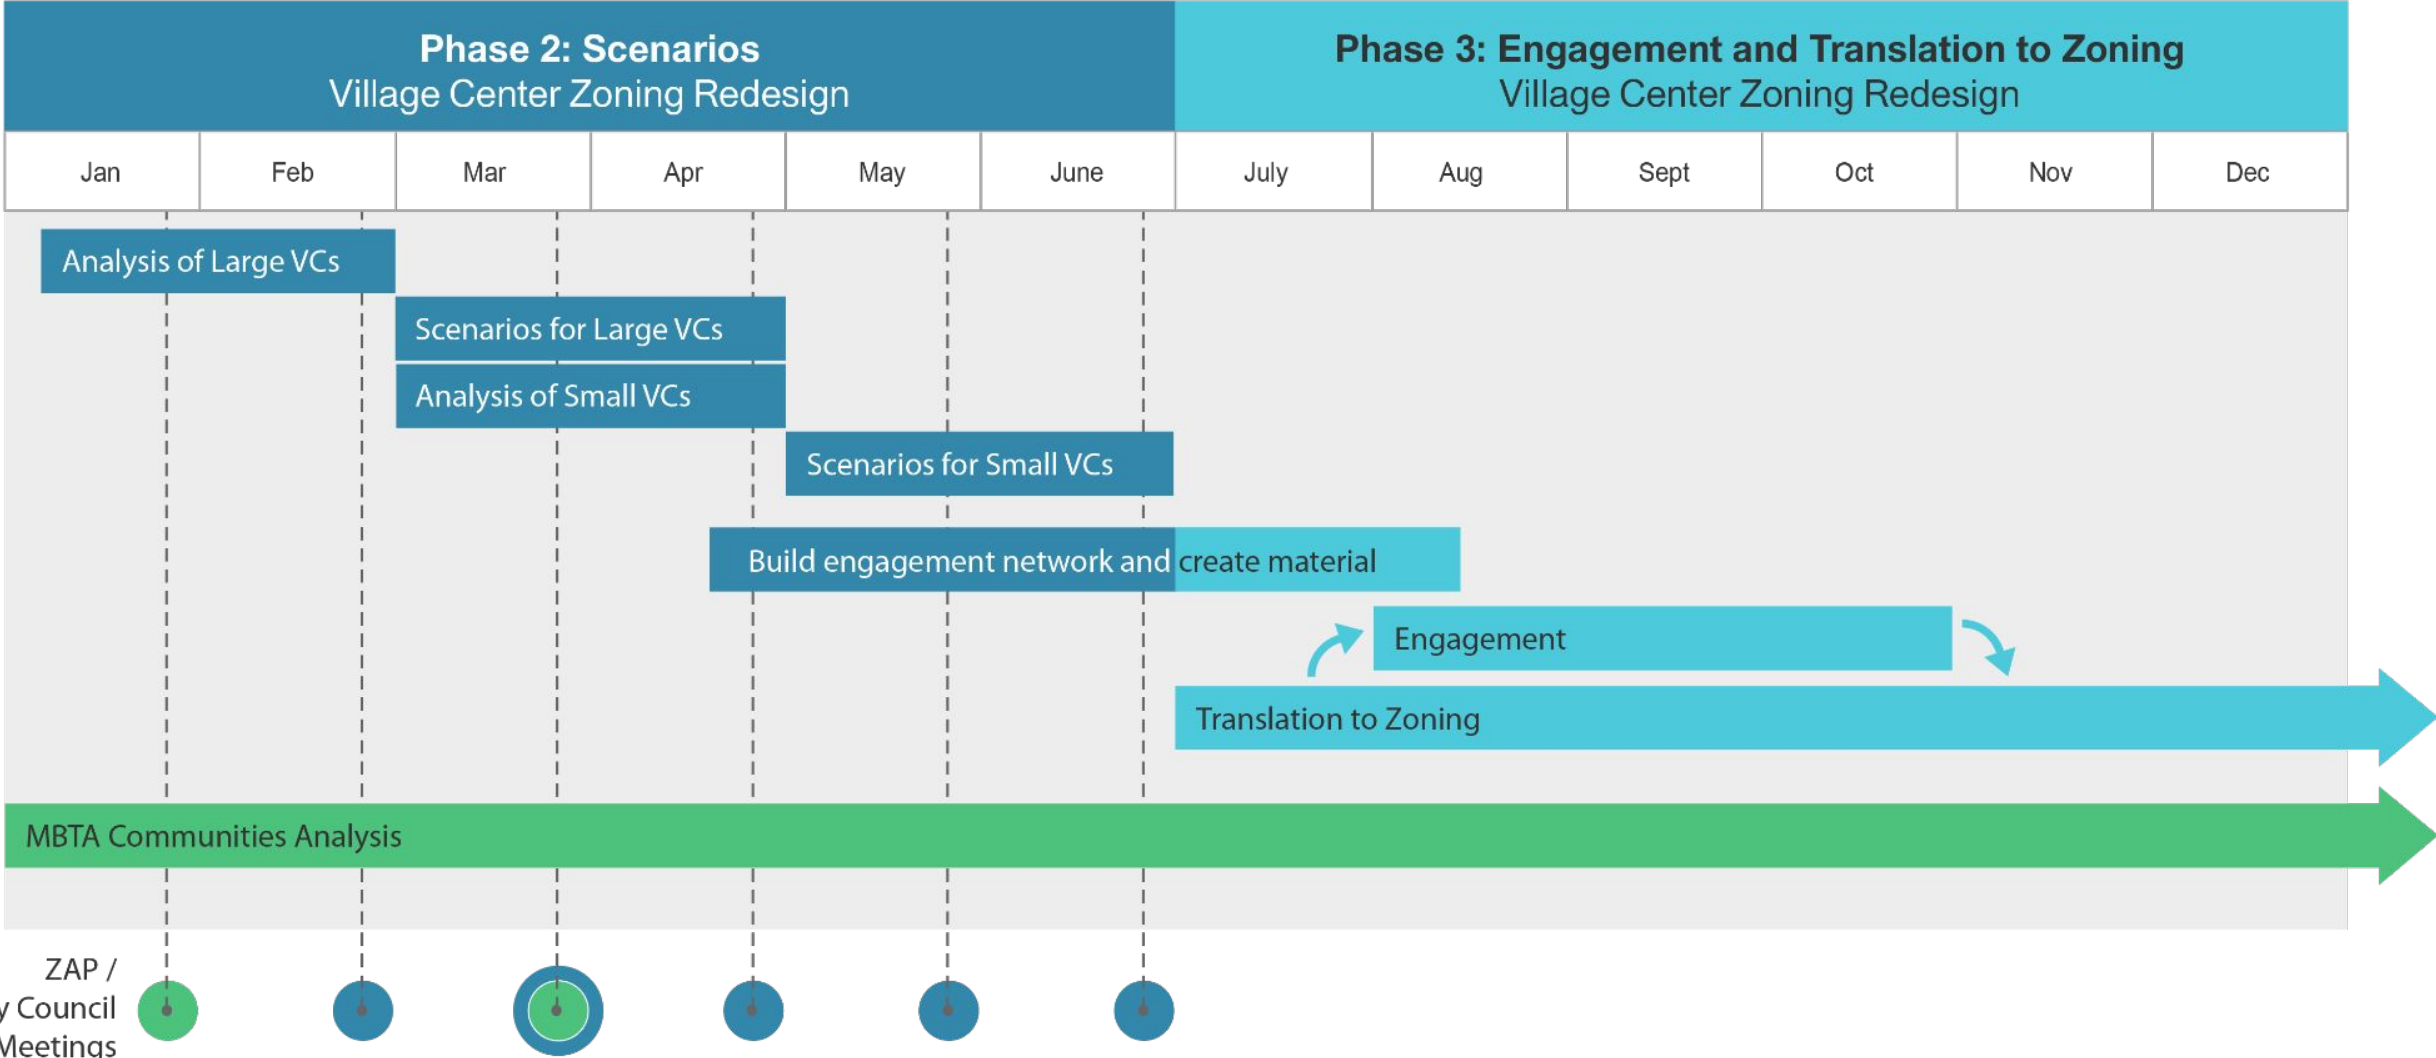 Phase 2: Scenarios
Village Center Zoning Redesign
Phase 3: Engagement and Translation to Zoning
Village Center Zoning Redesign
Jan Feb Mar Apr May June July Aug Sept Oct Nov Dec
Analysis of Large VCs
Scenarios for Large VCs
Analysis of Small VCs
Scenarios for Small VCs
Build engagement network and create material
Engagement
Translation to Zoning
MBTA Communities Analysis
ZAP /
y Council
Meetings